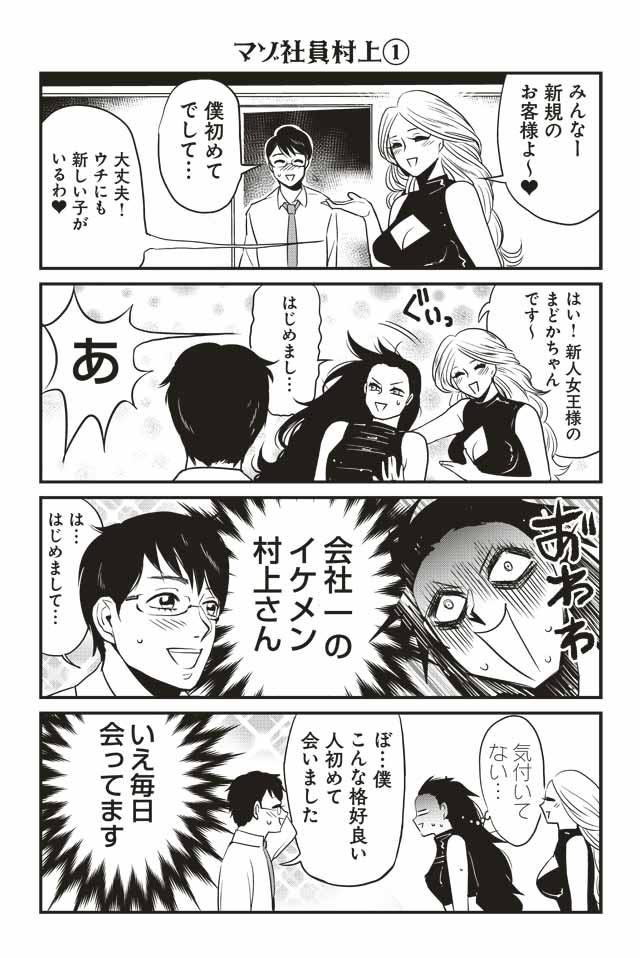 マゾ社員村上①
みんなー
新規の
お客様よ〜♥
僕初めて
でして…
大丈夫!
ウチにも
新しい子が
いるわ♥
はい!新人女王様の
まどかちゃん
です〜
ぐいっ
はじめまし…
あ
あわわわ
会社一の
イケメン
村上さん
は…
はじめまして…
気付いて
ない…
ぼ…僕
こんな格好良い
人初めて
会いました
いえ毎日
会ってます